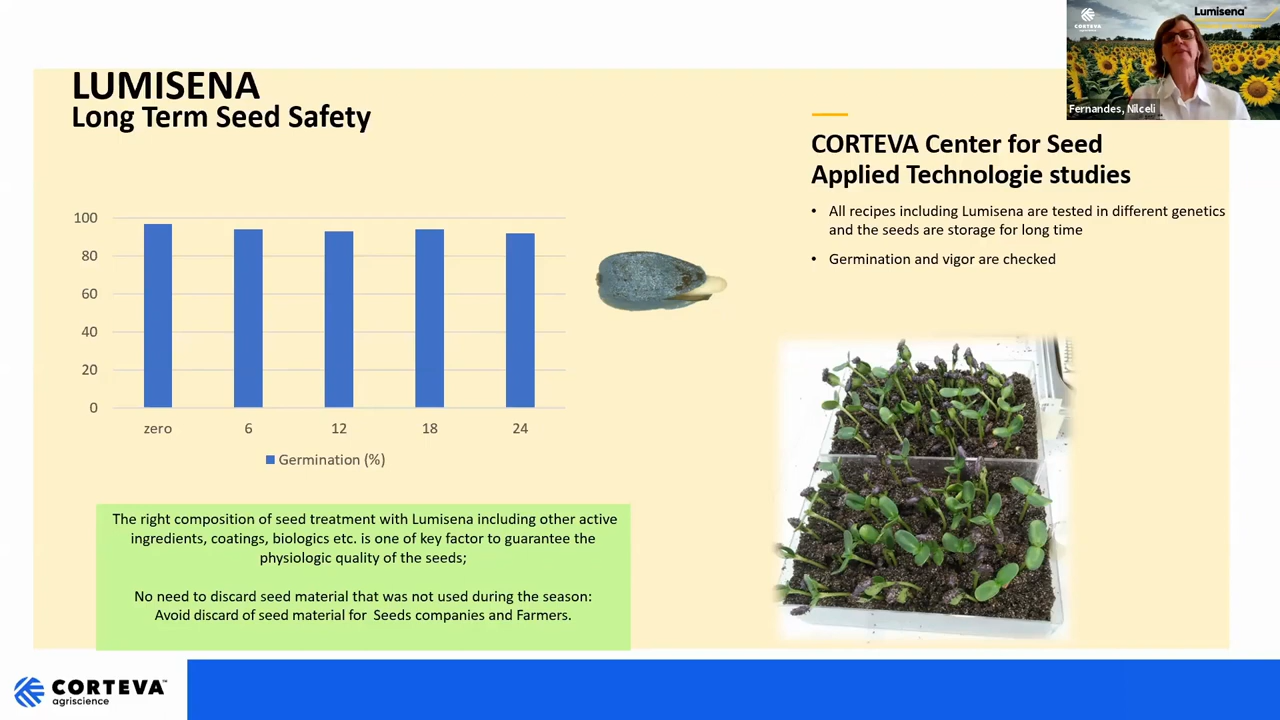 LUMISENA
Long Term Seed Safety
100
80
60
40
20
0
zero 6 12 18 24
Germination (%)
The right composition of seed treatment with Lumisena including other active
ingredients, coatings, biologics etc. is one of key factor to guarantee the
physiologic quality of the seeds;
No need to discard seed material that was not used during the season:
Avoid discard of seed material for Seeds companies and Farmers.
CORTEVA Center for Seed
Applied Technologie studies
• All recipes including Lumisena are tested in different genetics
and the seeds are storage for long time
• Germination and vigor are checked
CORTEVA
agriscience
Lumisena
Fernandes, Nilceli
CORTEVA™
agriscience